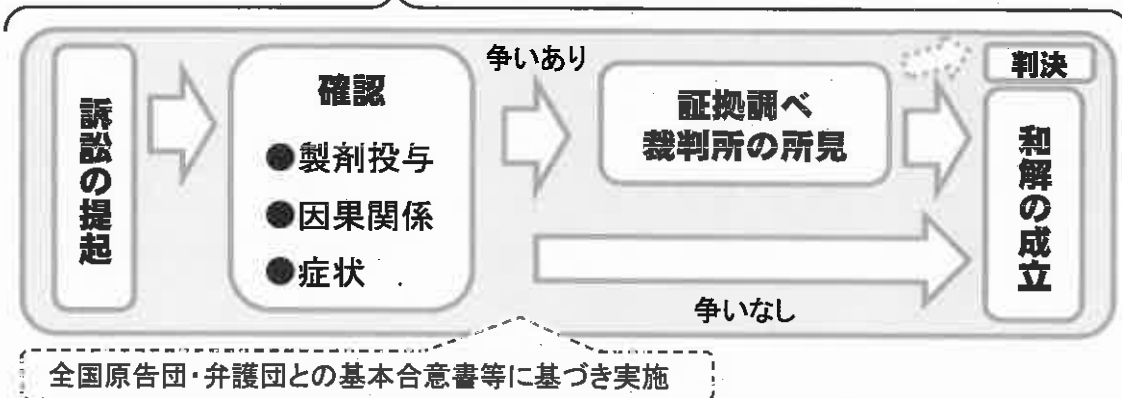 訴訟の提起
確認
●製剤投与
●因果関係
●症状
争いあり
証拠調べ
裁判所の所見
争いなし
判決
和解の成立
全国原告団・弁護団との基本合意書等に基づき実施